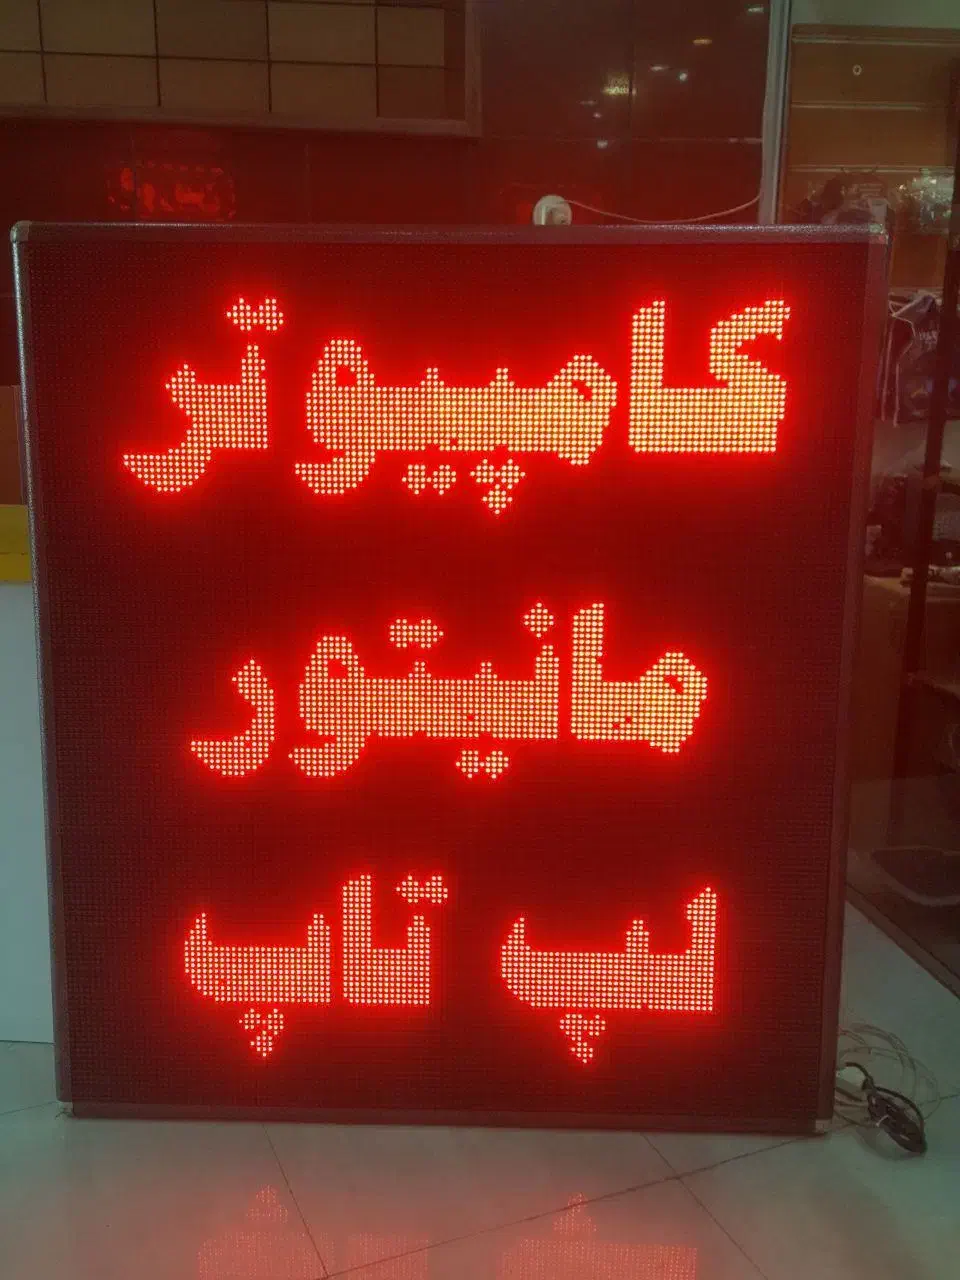 کامپیوتر
مانیتور
لپ تاپ